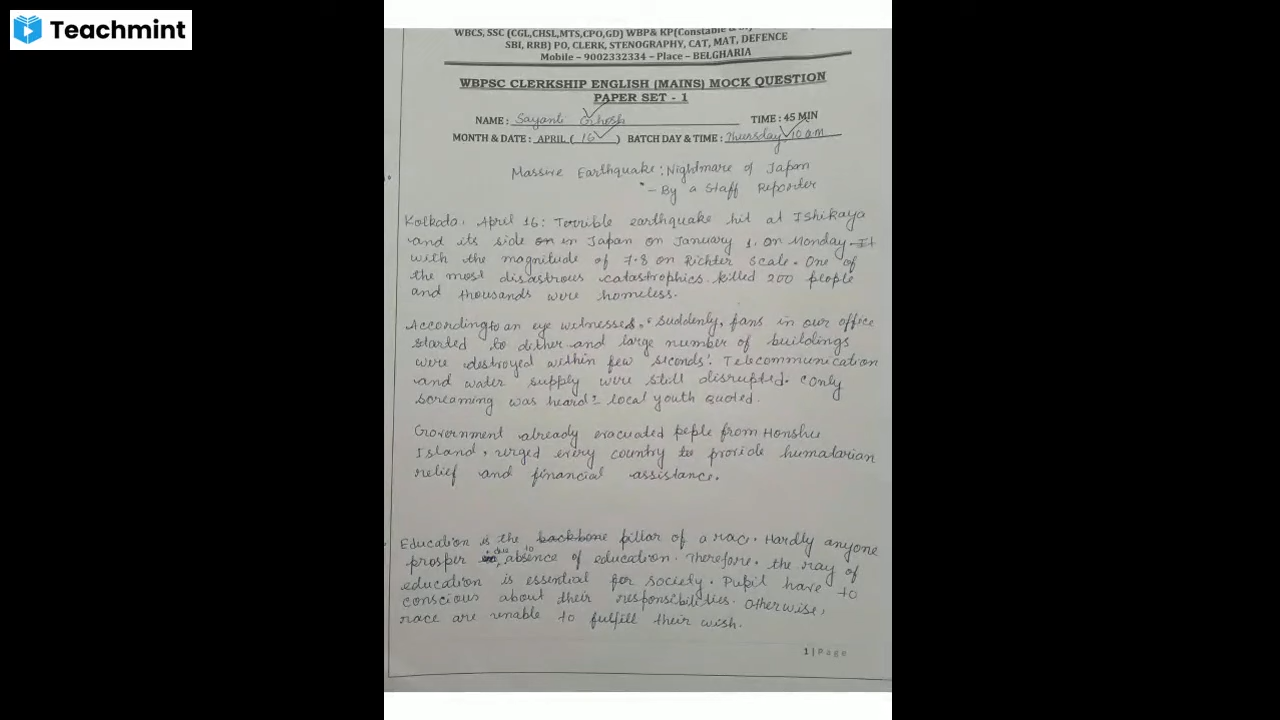 Teachmint
WBCS, SSC (CGL,CHSL,MTS,CPO,GD) WBP& KP(Constable &
SBI, RRB) PO, CLERK, STENOGRAPHY, CAT, MAT, DEFENCE
Mobile – 9002332334 – Place – BELGHARIA
WBPSC CLERKSHIP ENGLISH (MAINS) MOCK QUESTION
PAPER SET - 1
NAME: Sayanti Ghosh TIME : 45 MIN
MONTH & DATE: APRIL ( 16 ) BATCH DAY & TIME: Thursday, 10 am
Massive Earthquake: Nightmare of Japan
- By a Staff Reporter
Kolkada, April 16: Terrible earthquake hit at Ishikaya
and its side on in Japan on January 1, on Monday. It
with the magnitude of 7.8 on Richter Scale. One of
the most disastrous catastrophics killed 200 people
and thousands were homeless.
According to an eye witnessed, "Suddenly, fans in our office
started to dither and large number of buildings
were destroyed within few seconds". Telecommunication
and water supply were still disrupted. Only
screaming was heard" local youth quoted.
Government already evacuated peple from Honshu
Island, urged every country to provide humatarian
relief and financial assistance.
Education is the backbone pillar of a race. Hardly anyone
prosper due to absence of education. Therefore, the ray of
education is essential for society. Pupil have to
conscious about their responsibilities. Otherwise,
race are unable to fulfill their wish.
1 | Page